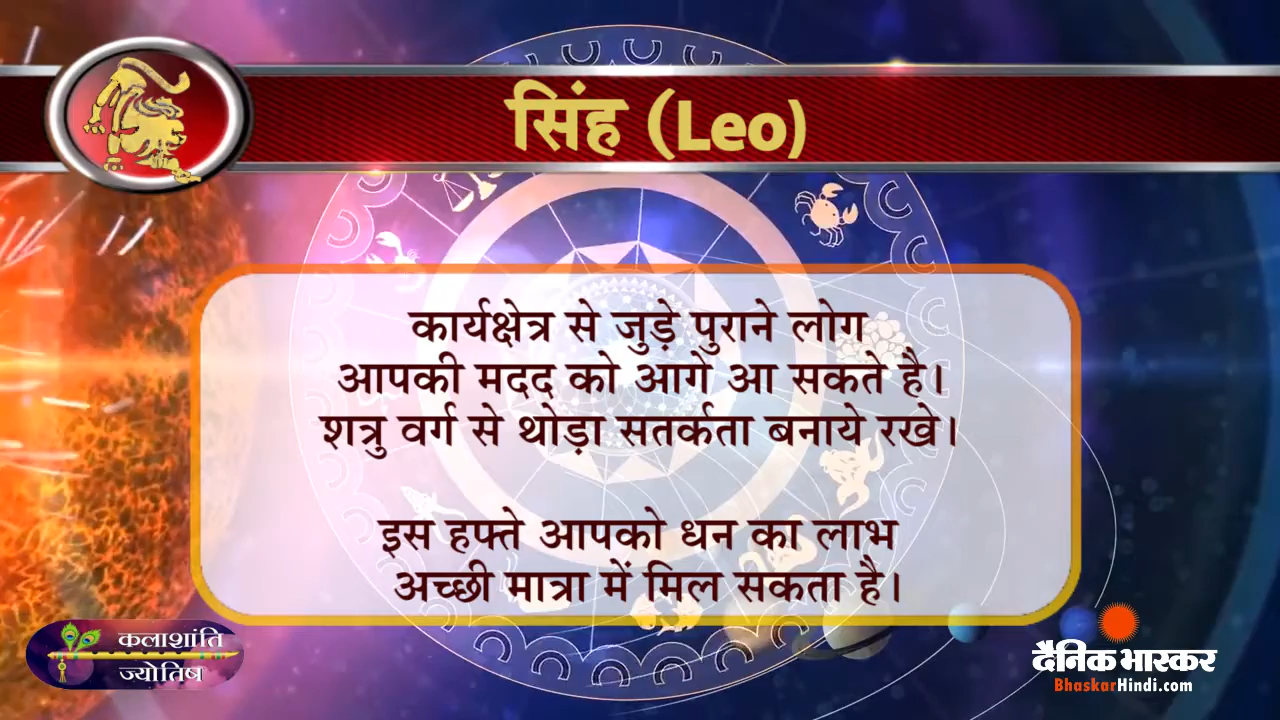 सिंह (Leo)
कार्यक्षेत्र से जुड़े पुराने लोग
आपकी मदद को आगे आ सकते है।
शत्रु वर्ग से थोड़ा सतर्कता बनाये रखे।
इस हफ्ते आपको धन का लाभ
अच्छी मात्रा में मिल सकता है।
कलाशांति
ज्योतिष
दैनिक भास्कर
BhaskarHindi.com